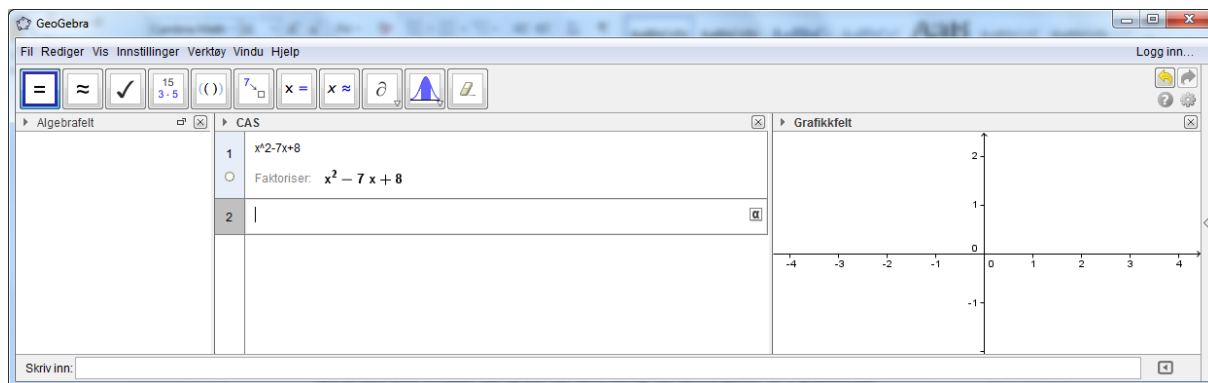 GeoGebra
Fil Rediger Vis Innstillinger Verktøy Vindu Hjelp
Logg inn...
= ≈ ✓ 15 3·5 (( )) 7 x = x ≈ ∂
Algebrafelt
CAS
Grafikkfelt
1
x^2-7x+8
Faktoriser: x² − 7 x + 8
2
α
2
1
0
-4 -3 -2 -1 0 1 2 3 4
-1
Skriv inn: